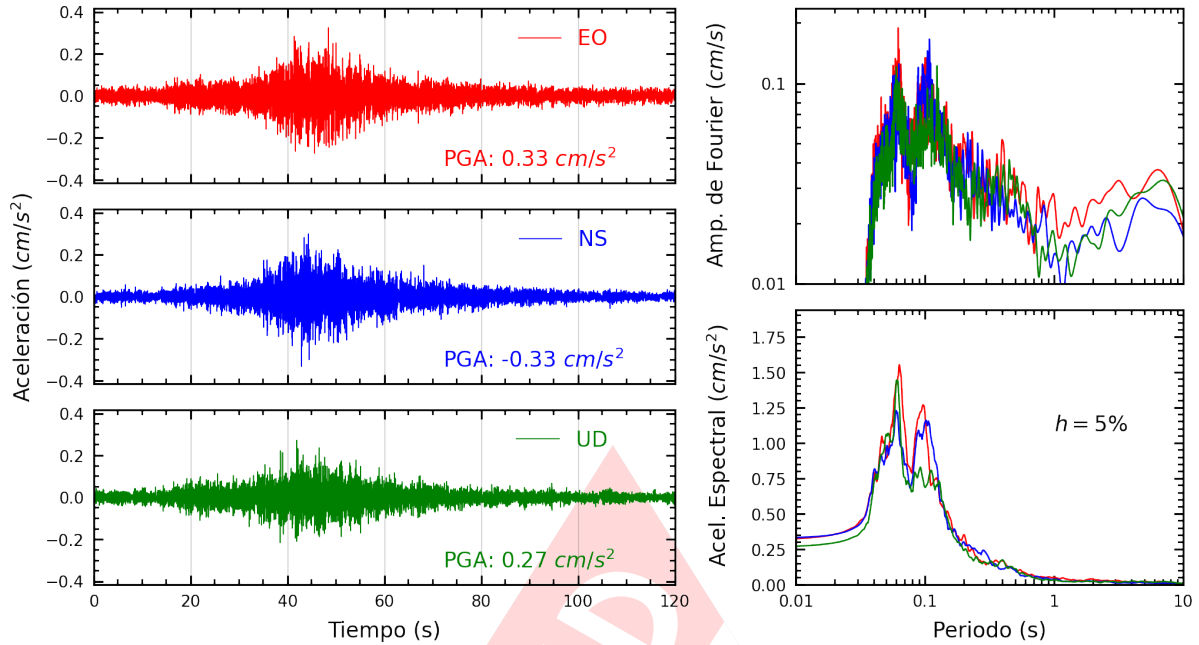 Aceleración (cm/s²)
0.4
0.2
0.0
−0.2
−0.4
EO
PGA: 0.33 cm/s²
0.4
0.2
0.0
−0.2
−0.4
NS
PGA: -0.33 cm/s²
0.4
0.2
0.0
−0.2
−0.4
UD
PGA: 0.27 cm/s²
0 20 40 60 80 100 120
Tiempo (s)
Amp. de Fourier (cm/s)
0.1
0.01
Acel. Espectral (cm/s²)
1.75
1.50
1.25
1.00
0.75
0.50
0.25
0.00
h = 5%
0.01 0.1 1 10
Periodo (s)